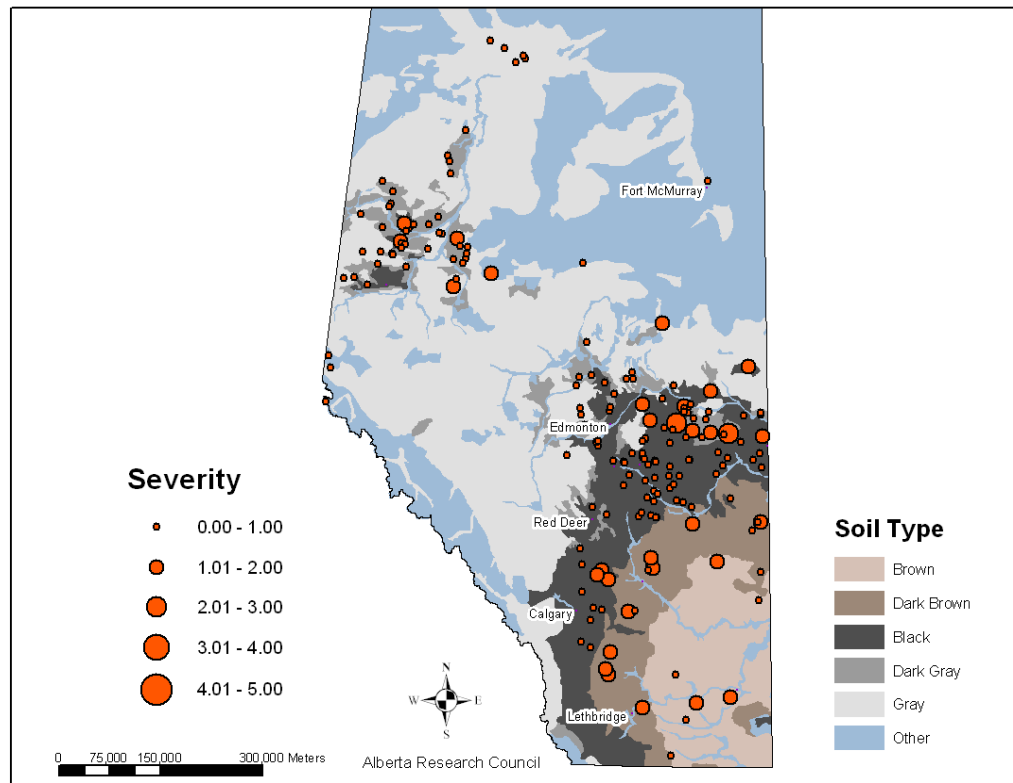 Fort McMurray
Edmonton
Red Deer
Calgary
Lethbridge
Severity
0.00 - 1.00
1.01 - 2.00
2.01 - 3.00
3.01 - 4.00
4.01 - 5.00
N
W E
S
0 75,000 150,000 300,000 Meters
Alberta Research Council
Soil Type
Brown
Dark Brown
Black
Dark Gray
Gray
Other